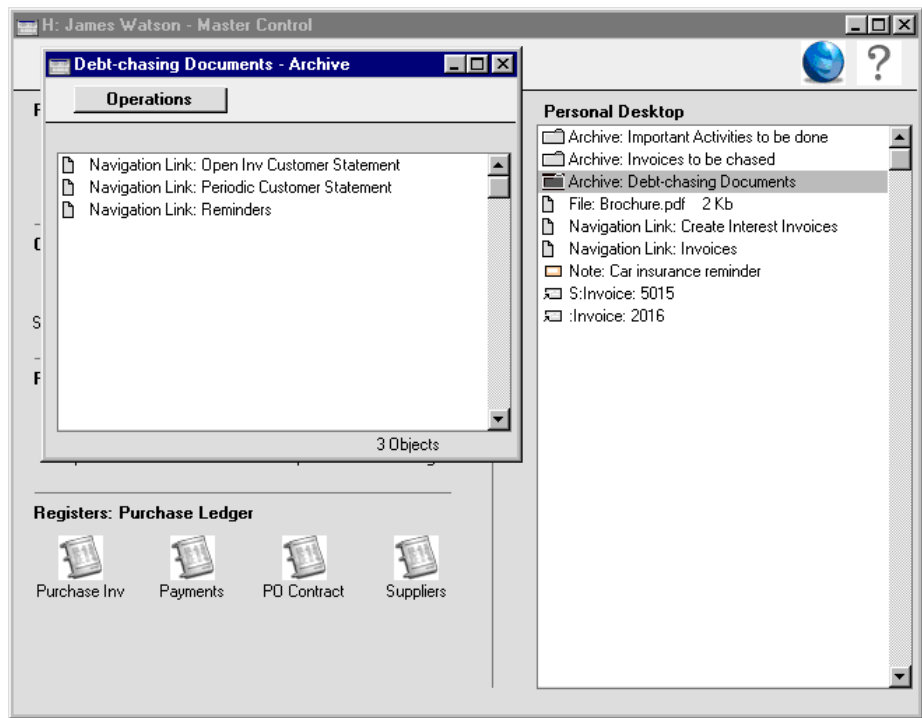 H: James Watson - Master Control
Debt-chasing Documents - Archive
Operations
Navigation Link: Open Inv Customer Statement
Navigation Link: Periodic Customer Statement
Navigation Link: Reminders
3 Objects
?
Personal Desktop
Archive: Important Activities to be done
Archive: Invoices to be chased
Archive: Debt-chasing Documents
File: Brochure.pdf 2 Kb
Navigation Link: Create Interest Invoices
Navigation Link: Invoices
Note: Car insurance reminder
S:Invoice: 5015
:Invoice: 2016
Registers: Purchase Ledger
Purchase Inv Payments PO Contract Suppliers